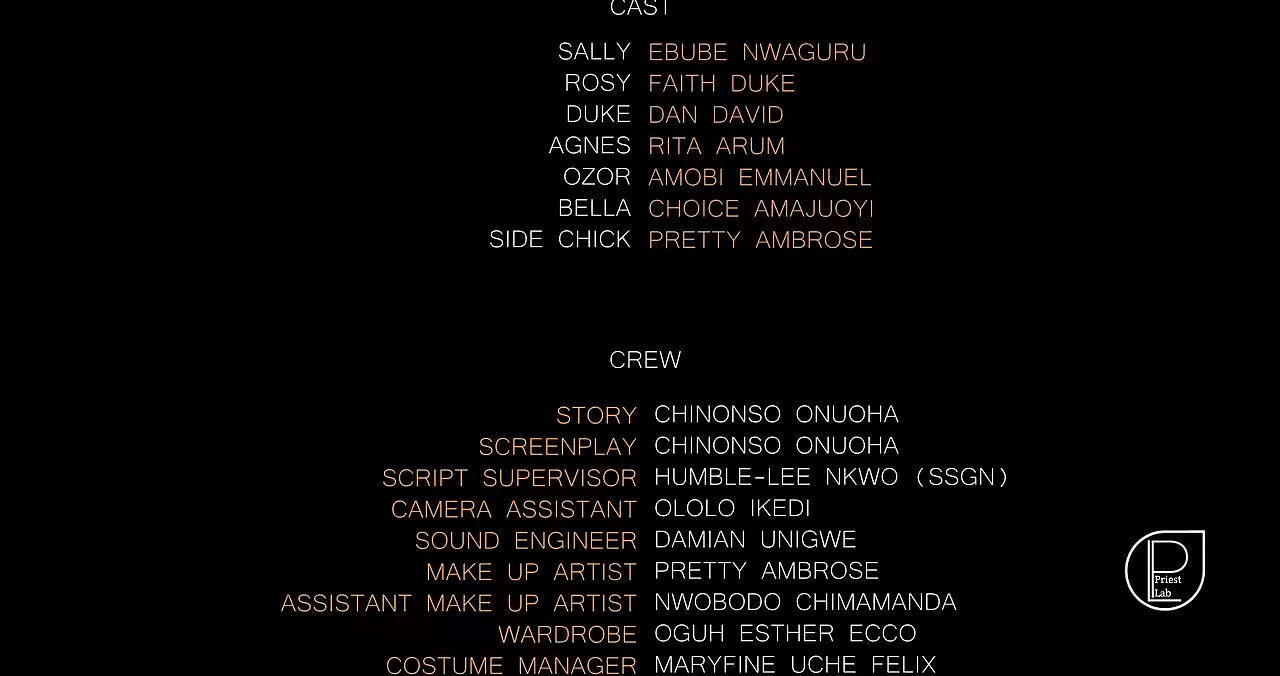 CAST
SALLY EBUBE NWAGURU
ROSY FAITH DUKE
DUKE DAN DAVID
AGNES RITA ARUM
OZOR AMOBI EMMANUEL
BELLA CHOICE AMAJUOYI
SIDE CHICK PRETTY AMBROSE
CREW
STORY CHINONSO ONUOHA
SCREENPLAY CHINONSO ONUOHA
SCRIPT SUPERVISOR HUMBLE-LEE NKWO (SSGN)
CAMERA ASSISTANT OLOLO IKEDI
SOUND ENGINEER DAMIAN UNIGWE
MAKE UP ARTIST PRETTY AMBROSE
ASSISTANT MAKE UP ARTIST NWOBODO CHIMAMANDA
WARDROBE OGUH ESTHER ECCO
COSTUME MANAGER MARYFINE UCHE FELIX
PL
Priest
Lab